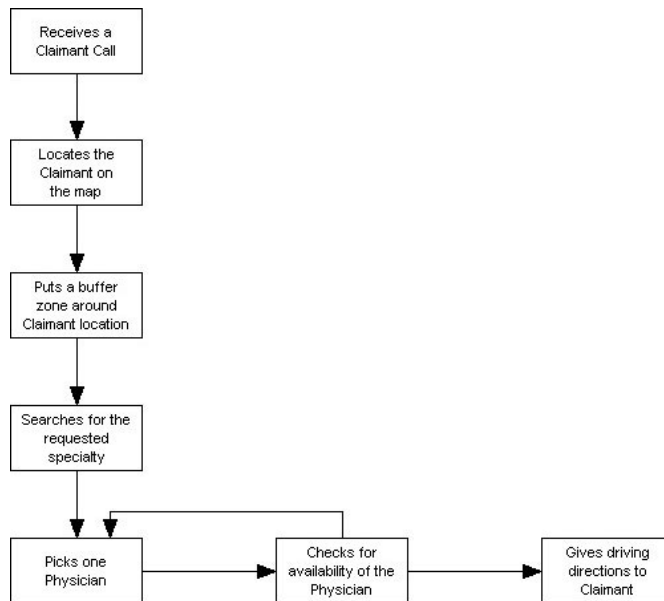 Receives a
Claimant Call
Locates the
Claimant on
the map
Puts a buffer
zone around
Claimant location
Searches for the
requested
specialty
Picks one
Physician
Checks for
availability of the
Physician
Gives driving
directions to
Claimant